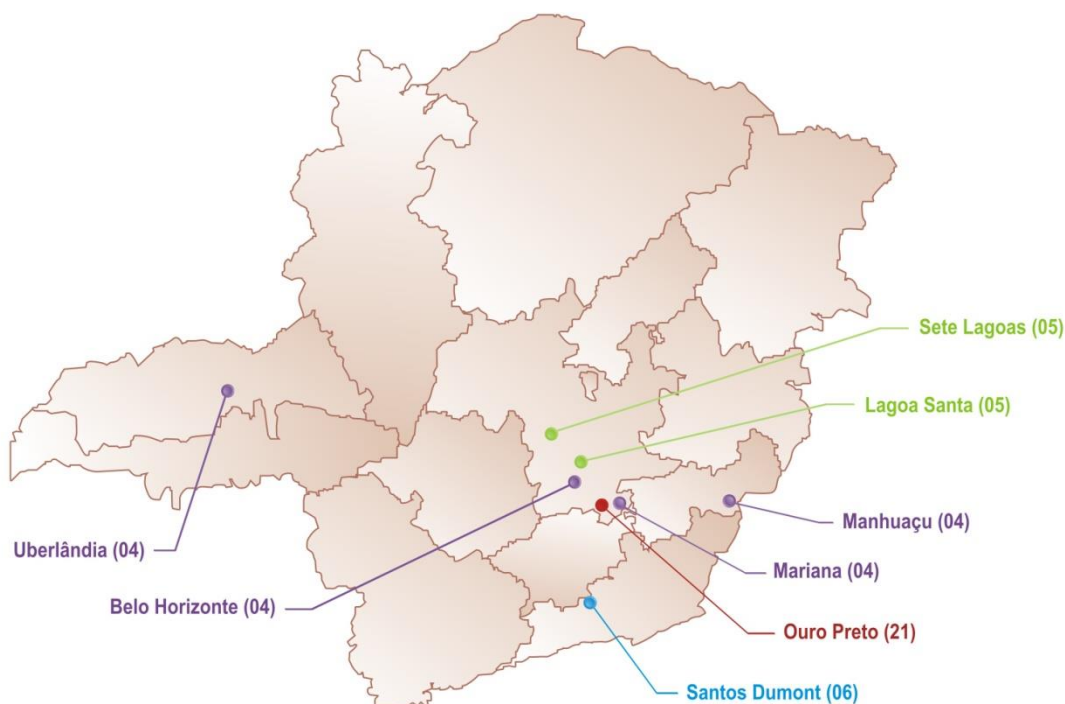 Sete Lagoas (05)
Lagoa Santa (05)
Manhuaçu (04)
Uberlândia (04)
Mariana (04)
Belo Horizonte (04)
Ouro Preto (21)
Santos Dumont (06)